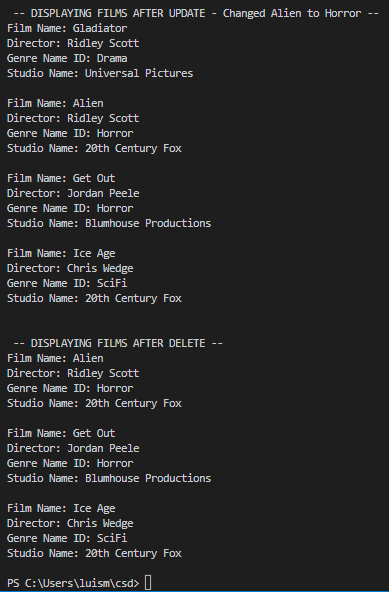 -- DISPLAYING FILMS AFTER UPDATE - Changed Alien to Horror --
Film Name: Gladiator
Director: Ridley Scott
Genre Name ID: Drama
Studio Name: Universal Pictures
Film Name: Alien
Director: Ridley Scott
Genre Name ID: Horror
Studio Name: 20th Century Fox
Film Name: Get Out
Director: Jordan Peele
Genre Name ID: Horror
Studio Name: Blumhouse Productions
Film Name: Ice Age
Director: Chris Wedge
Genre Name ID: SciFi
Studio Name: 20th Century Fox
-- DISPLAYING FILMS AFTER DELETE --
Film Name: Alien
Director: Ridley Scott
Genre Name ID: Horror
Studio Name: 20th Century Fox
Film Name: Get Out
Director: Jordan Peele
Genre Name ID: Horror
Studio Name: Blumhouse Productions
Film Name: Ice Age
Director: Chris Wedge
Genre Name ID: SciFi
Studio Name: 20th Century Fox
PS C:\Users\luism\csd>